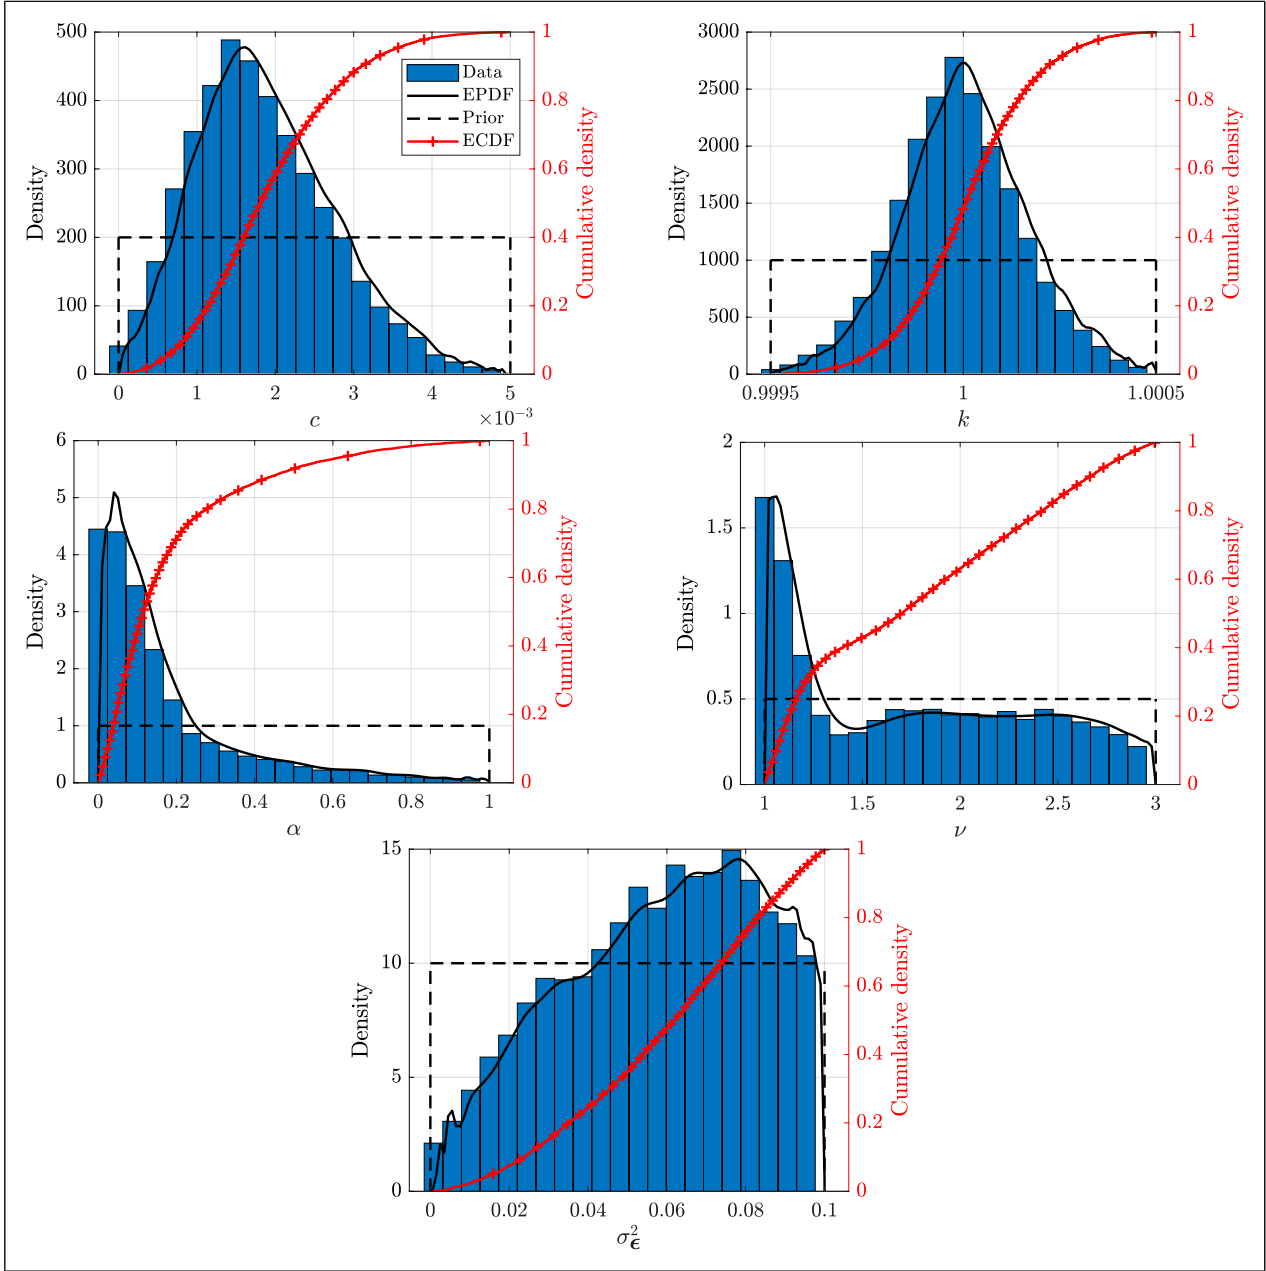 500
400
300
200
100
0
Density
1
0.8
0.6
0.4
0.2
0
Cumulative density
Data
EPDF
Prior
ECDF
0 1 2 3 4 5
×10⁻³
c
3000
2500
2000
1500
1000
500
0
Density
1
0.8
0.6
0.4
0.2
0
Cumulative density
0.9995 1 1.0005
k
6
5
4
3
2
1
0
Density
1
0.8
0.6
0.4
0.2
0
Cumulative density
0 0.2 0.4 0.6 0.8 1
α
2
1.5
1
0.5
0
Density
1
0.8
0.6
0.4
0.2
0
Cumulative density
1 1.5 2 2.5 3
ν
15
10
5
0
Density
1
0.8
0.6
0.4
0.2
0
Cumulative density
0 0.02 0.04 0.06 0.08 0.1
σ²_ϵ